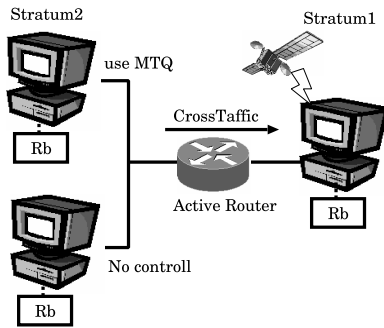 Stratum2
Stratum1
use MTQ
CrossTaffic
Rb
Active Router
Rb
No controll
Rb